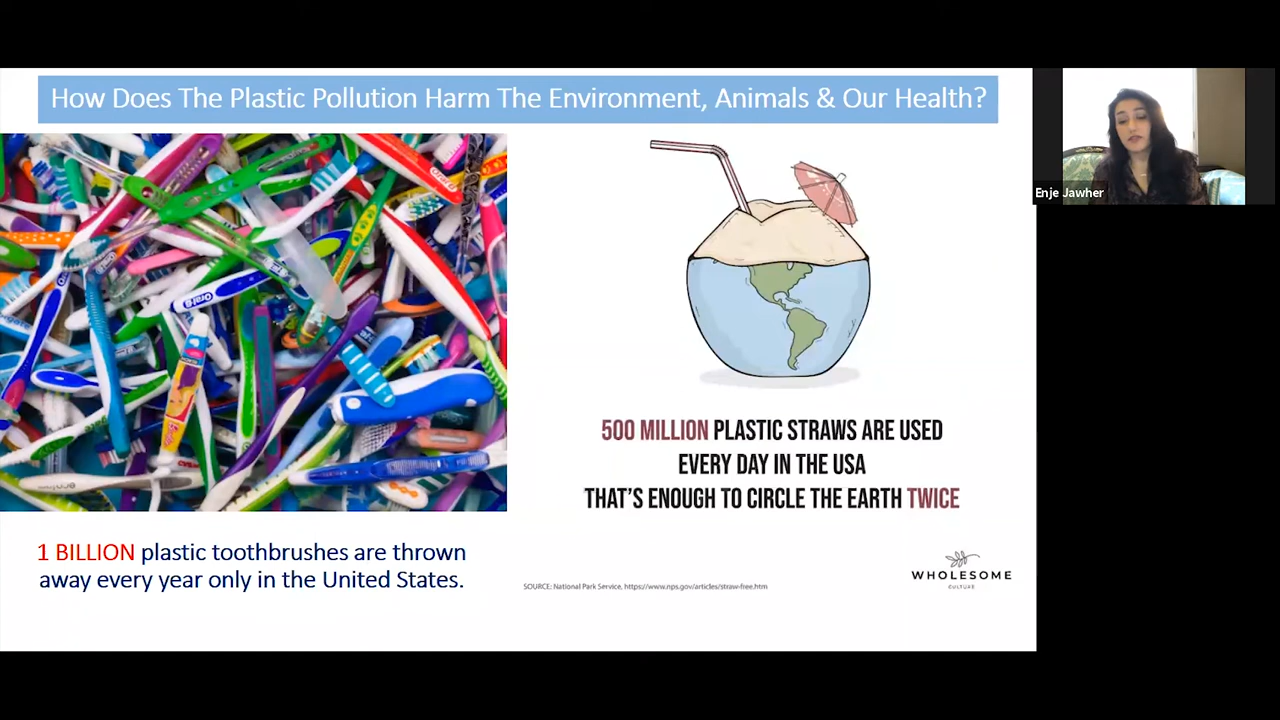 How Does The Plastic Pollution Harm The Environment, Animals & Our Health?
Enje Jawher
Oral-B
Oral-B
500 MILLION PLASTIC STRAWS ARE USED
EVERY DAY IN THE USA
THAT'S ENOUGH TO CIRCLE THE EARTH TWICE
1 BILLION plastic toothbrushes are thrown
away every year only in the United States.
SOURCE: National Park Service, https://www.nps.gov/articles/straw-free.htm
WHOLESOME
CULTURE